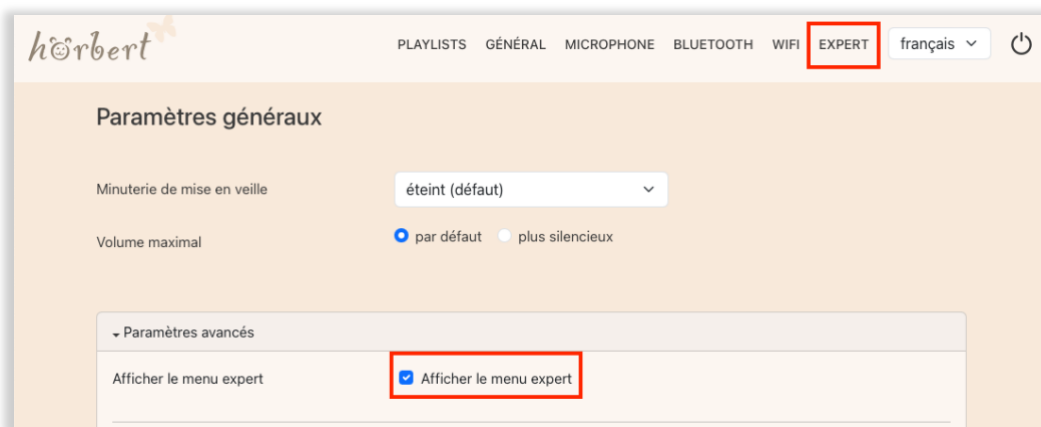 hörbert
PLAYLISTS GÉNÉRAL MICROPHONE BLUETOOTH WIFI EXPERT français
Paramètres généraux
Minuterie de mise en veille éteint (défaut)
Volume maximal par défaut plus silencieux
Paramètres avancés
Afficher le menu expert Afficher le menu expert